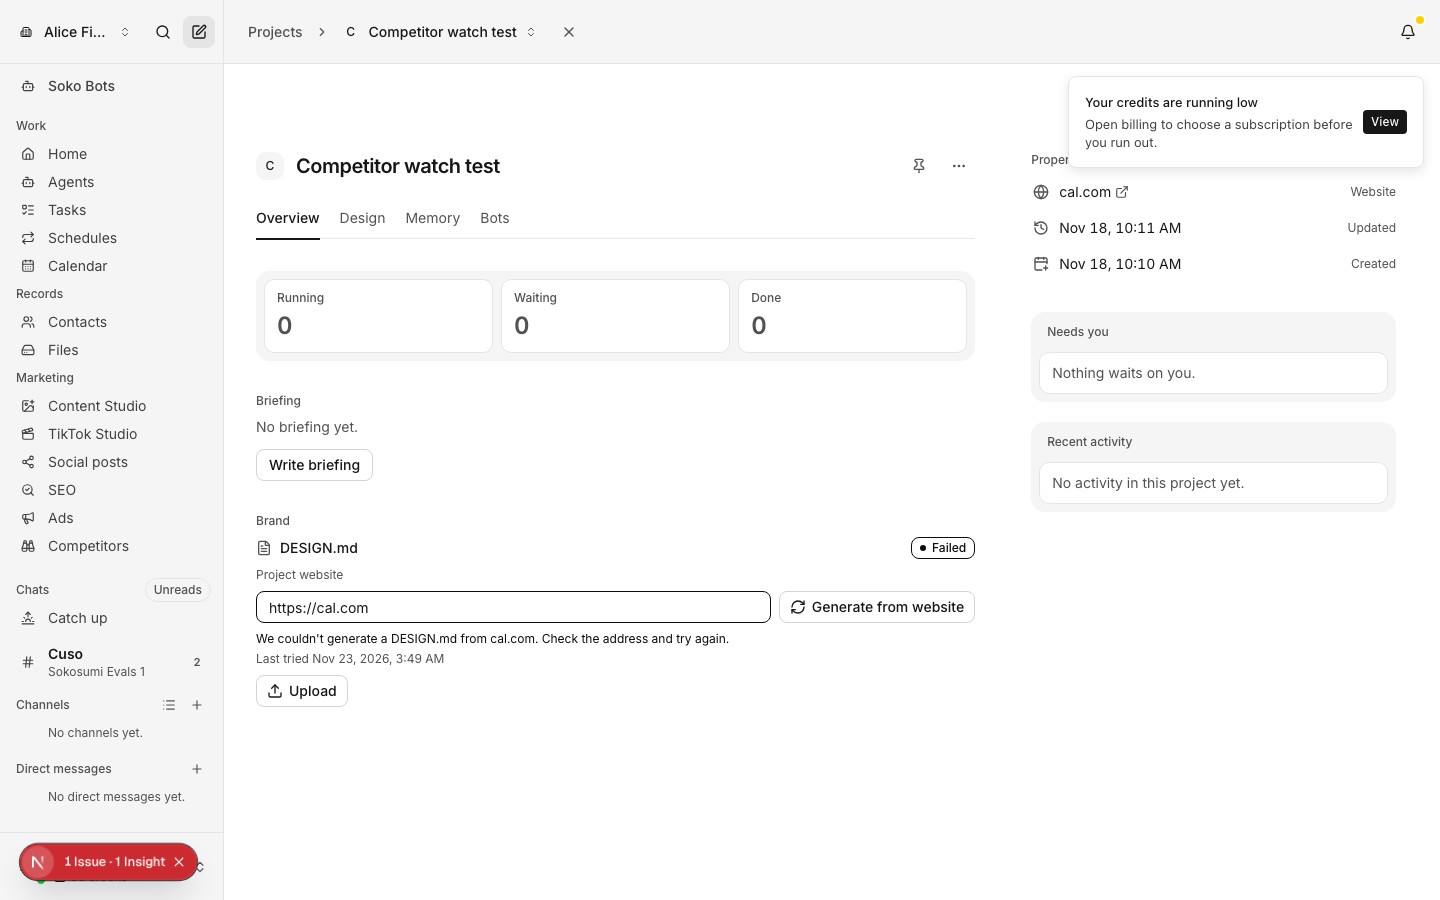 Alice Fi...
Projects
C
Competitor watch test
Soko Bots
Work
Home
Agents
Tasks
Schedules
Calendar
Records
Contacts
Files
Marketing
Content Studio
TikTok Studio
Social posts
SEO
Ads
Competitors
Chats
Unreads
Catch up
Cuso
2
Sokosumi Evals 1
Channels
No channels yet.
Direct messages
No direct messages yet.
N
1 Issue · 1 Insight
C
Competitor watch test
Overview
Design
Memory
Bots
Running
0
Waiting
0
Done
0
Briefing
No briefing yet.
Write briefing
Brand
DESIGN.md
Failed
Project website
https://cal.com
Generate from website
We couldn't generate a DESIGN.md from cal.com. Check the address and try again.
Last tried Nov 23, 2026, 3:49 AM
Upload
Your credits are running low
Open billing to choose a subscription before
you run out.
View
cal.com
Website
Nov 18, 10:11 AM
Updated
Nov 18, 10:10 AM
Created
Needs you
Nothing waits on you.
Recent activity
No activity in this project yet.